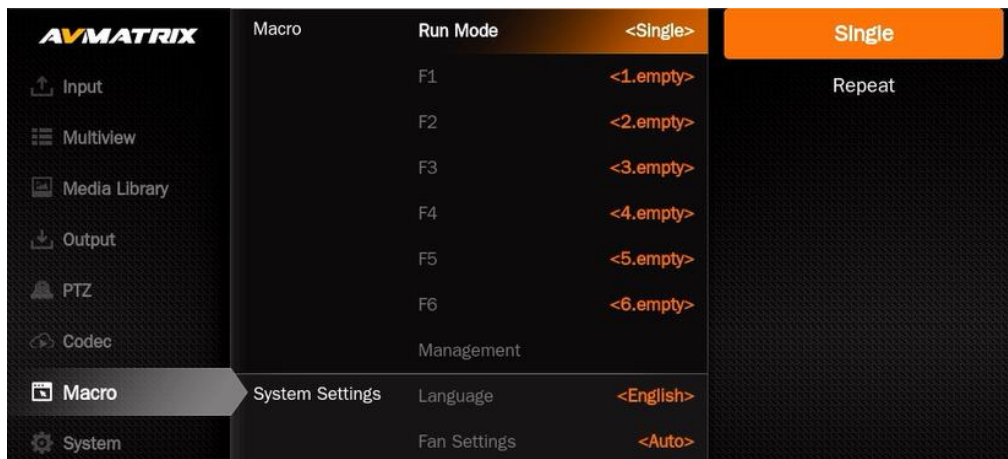 AVMATRIX
Input
Multiview
Media Library
Output
PTZ
Codec
Macro
System
Macro
Run Mode <Single>
F1 <1.empty>
F2 <2.empty>
F3 <3.empty>
F4 <4.empty>
F5 <5.empty>
F6 <6.empty>
Management
System Settings
Language <English>
Fan Settings <Auto>
Single
Repeat